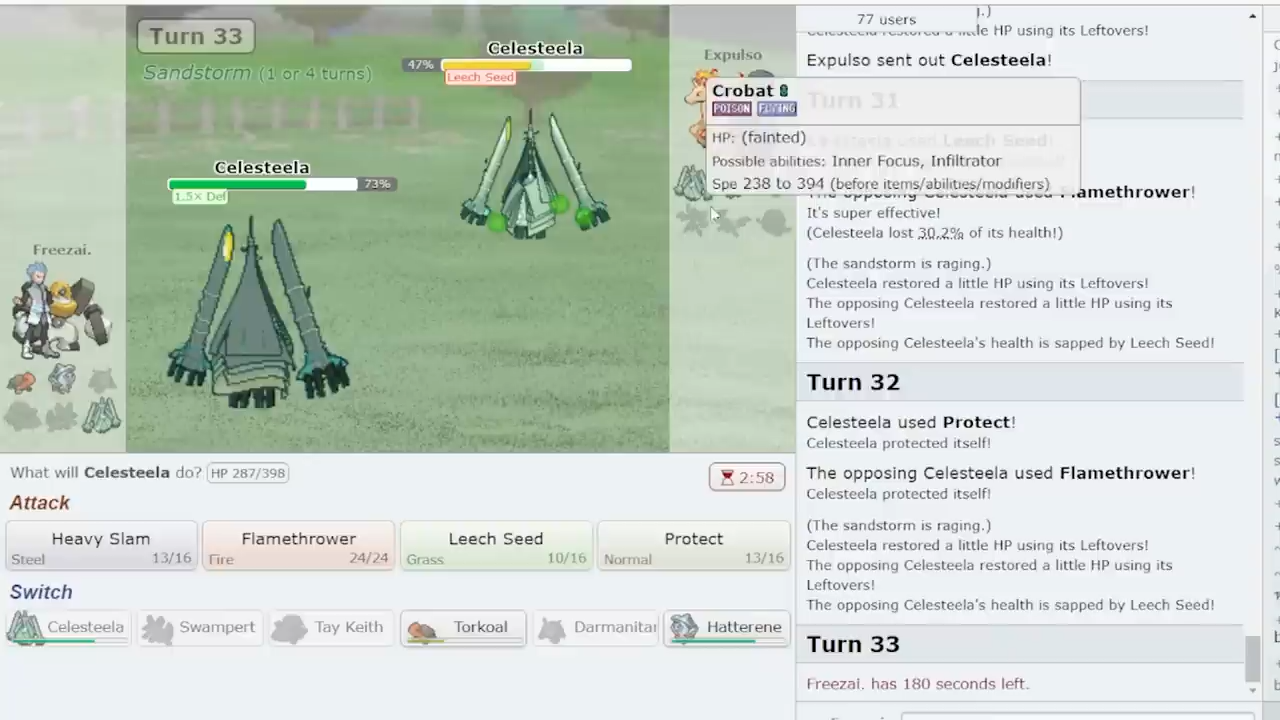 Turn 33
Sandstorm (1 or 4 turns)
Celesteela
47%
Leech Seed
Celesteela
73%
1.5× Def
Freezai.
Expulso
Crobat
POISON FLYING
HP: (fainted)
Possible abilities: Inner Focus, Infiltrator
Spe 238 to 394 (before items/abilities/modifiers)
What will Celesteela do? HP 287/398
2:58
Attack
Heavy Slam
Steel 13/16
Flamethrower
Fire 24/24
Leech Seed
Grass 10/16
Protect
Normal 13/16
Switch
Celesteela
Swampert
Tay Keith
Torkoal
Darmanitar
Hatterene
77 users
HP using its Leftovers!
Expulso sent out Celesteela!
Turn 31
used Leech Seed!
Flamethrower!
It's super effective!
(Celesteela lost 30.2% of its health!)
(The sandstorm is raging.)
Celesteela restored a little HP using its Leftovers!
The opposing Celesteela restored a little HP using its
Leftovers!
The opposing Celesteela's health is sapped by Leech Seed!
Turn 32
Celesteela used Protect!
Celesteela protected itself!
The opposing Celesteela used Flamethrower!
Celesteela protected itself!
(The sandstorm is raging.)
Celesteela restored a little HP using its Leftovers!
The opposing Celesteela restored a little HP using its
Leftovers!
The opposing Celesteela's health is sapped by Leech Seed!
Turn 33
Freezai. has 180 seconds left.